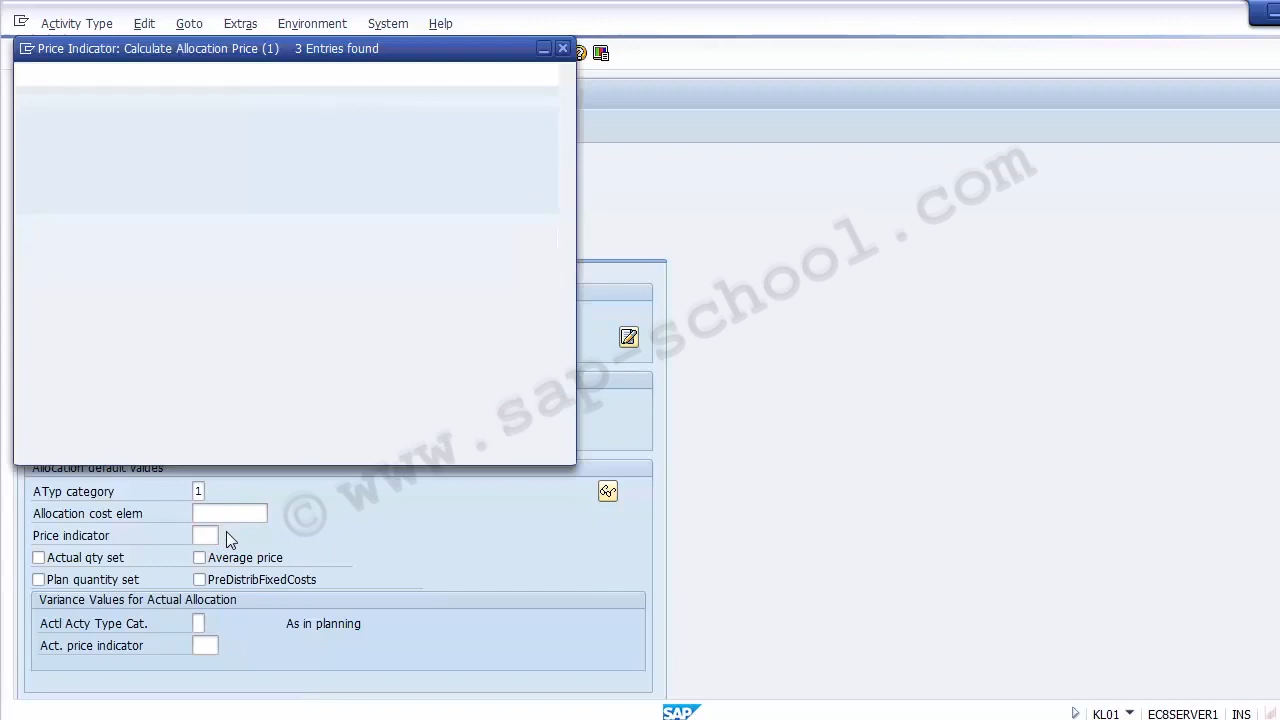 Activity Type Edit Goto Extras Environment System Help
Price Indicator: Calculate Allocation Price (1) 3 Entries found
© www.sap-school.com
Allocation default values
ATyp category 1
Allocation cost elem
Price indicator
Actual qty set Average price
Plan quantity set PreDistribFixedCosts
Variance Values for Actual Allocation
Actl Acty Type Cat. As in planning
Act. price indicator
SAP KL01 EC8SERVER1 INS